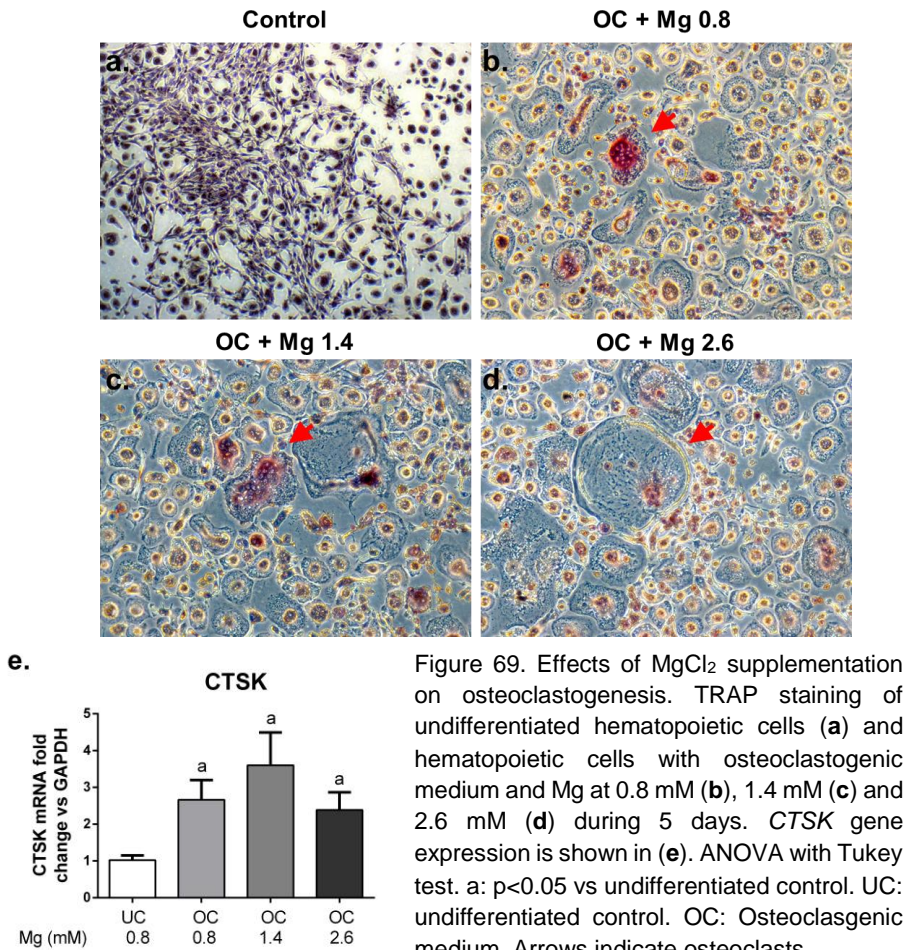 Control
OC + Mg 0.8
a.
b.
OC + Mg 1.4
OC + Mg 2.6
c.
d.
e.
CTSK
CTSK mRNA fold
change vs GAPDH
5
4
3
2
1
0
a
a
a
UC OC OC OC
Mg (mM) 0.8 0.8 1.4 2.6
Figure 69. Effects of MgCl₂ supplementation
on osteoclastogenesis. TRAP staining of
undifferentiated hematopoietic cells (a) and
hematopoietic cells with osteoclastogenic
medium and Mg at 0.8 mM (b), 1.4 mM (c) and
2.6 mM (d) during 5 days. CTSK gene
expression is shown in (e). ANOVA with Tukey
test. a: p<0.05 vs undifferentiated control. UC:
undifferentiated control. OC: Osteoclasgenic
medium. Arrows indicate osteoclasts